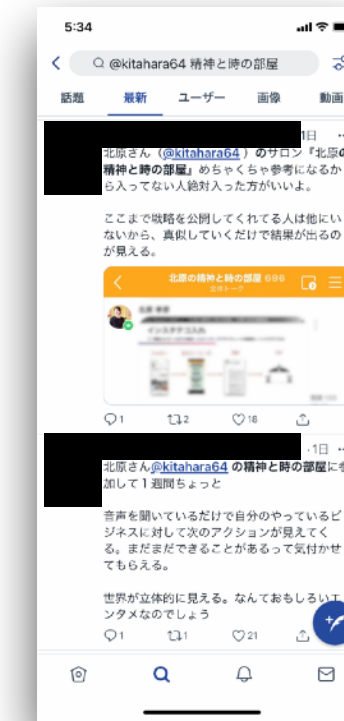 5:34
@kitahara64 精神と時の部屋
話題 最新 ユーザー 画像 動画
1日
北原さん（@kitahara64 ）のサロン『北原の
精神と時の部屋』めちゃくちゃ参考になるか
ら入ってない人絶対入った方がいいよ。
ここまで戦略を公開してくれてる人は他にい
ないから、真似していくだけで結果が出るの
が見える。
北原の精神と時の部屋 696
全体トーク
1 2 18
・1日
北原さん@kitahara64 の精神と時の部屋に参
加して１週間ちょっと
音声を聞いているだけで自分のやっているビ
ジネスに対して次のアクションが見えてく
る。まだまだできることがあるって気付かせ
てもらえる。
世界が立体的に見える。なんておもしろいエ
ンタメなのでしょう
1 1 21